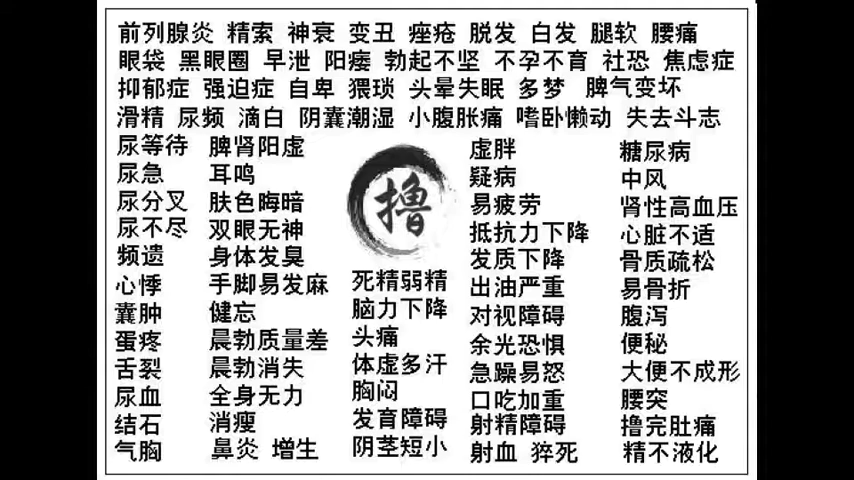 前列腺炎 精索 神衰 变丑 痤疮 脱发 白发 腿软 腰痛
眼袋 黑眼圈 早泄 阳痿 勃起不坚 不孕不育 社恐 焦虑症
抑郁症 强迫症 自卑 猥琐 头晕失眠 多梦 脾气变坏
滑精 尿频 滴白 阴囊潮湿 小腹胀痛 嗜卧懒动 失去斗志
尿等待 脾肾阳虚 虚胖 糖尿病
尿急 耳鸣 疑病 中风
尿分叉 肤色晦暗 撸 易疲劳 肾性高血压
尿不尽 双眼无神 抵抗力下降 心脏不适
频遗 身体发臭 发质下降 骨质疏松
心悸 手脚易发麻 死精弱精 出油严重 易骨折
囊肿 健忘 脑力下降 对视障碍 腹泻
蛋疼 晨勃质量差 头痛 余光恐惧 便秘
舌裂 晨勃消失 体虚多汗 急躁易怒 大便不成形
尿血 全身无力 胸闷 口吃加重 腰突
结石 消瘦 发育障碍 射精障碍 撸完肚痛
气胸 鼻炎 增生 阴茎短小 射血 猝死 精不液化